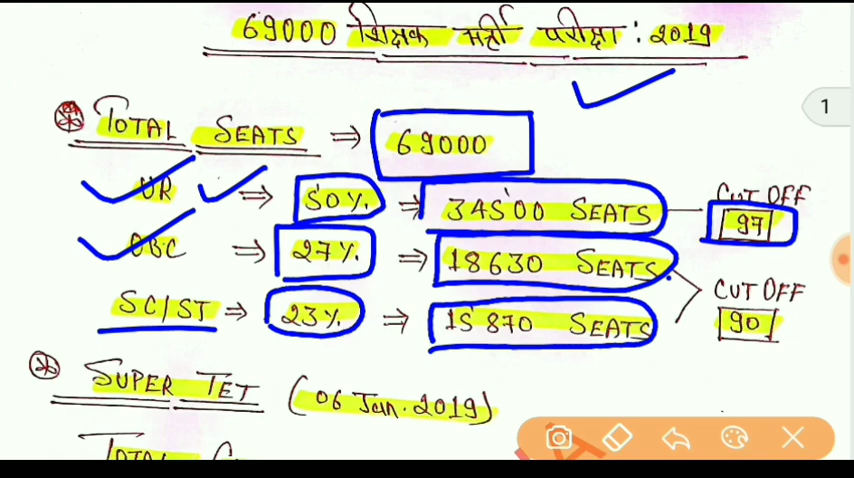 69000 शिक्षक भर्ती परीक्षा : 2019
1
TOTAL SEATS ⇒ 69000
UR ⇒ 50%. ⇒ 34500 SEATS
CUT OFF
97
OBC ⇒ 27%. ⇒ 18630 SEATS
SC/ST ⇒ 23%. ⇒ 15870 SEATS
CUT OFF
90
SUPER TET (06 Jan. 2019)
TOTAL